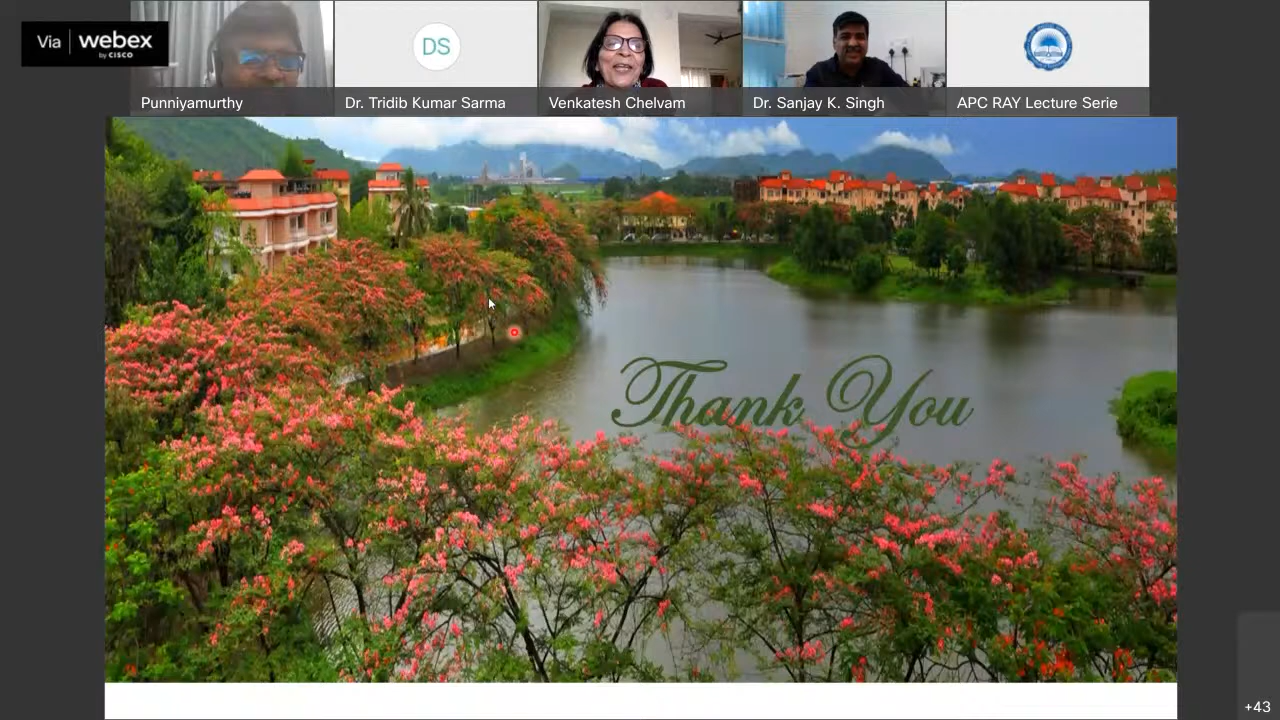 Via webex
by CISCO
Punniyamurthy
Dr. Tridib Kumar Sarma
DS
Venkatesh Chelvam
Dr. Sanjay K. Singh
APC RAY Lecture Serie
Thank You
+43